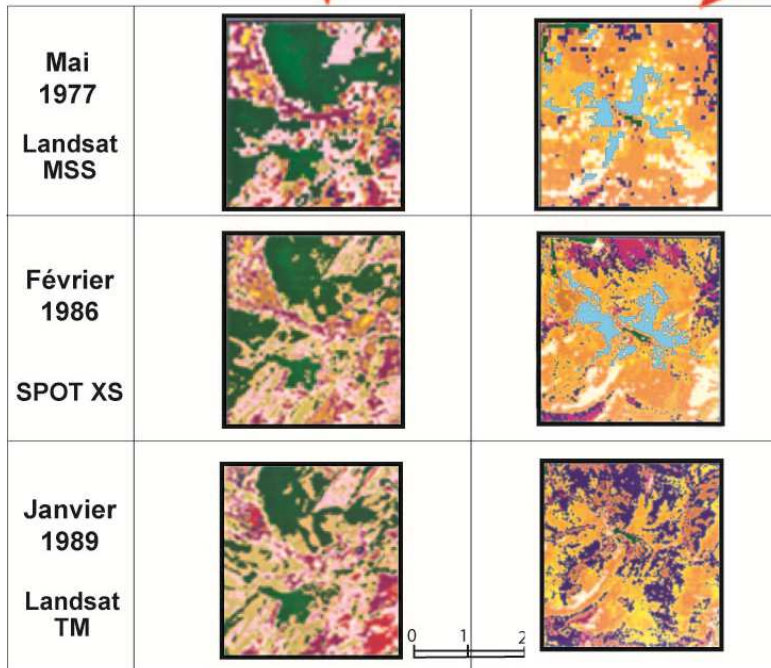 Mai
1977
Landsat
MSS
Février
1986
SPOT XS
Janvier
1989
Landsat
TM
0 1 2